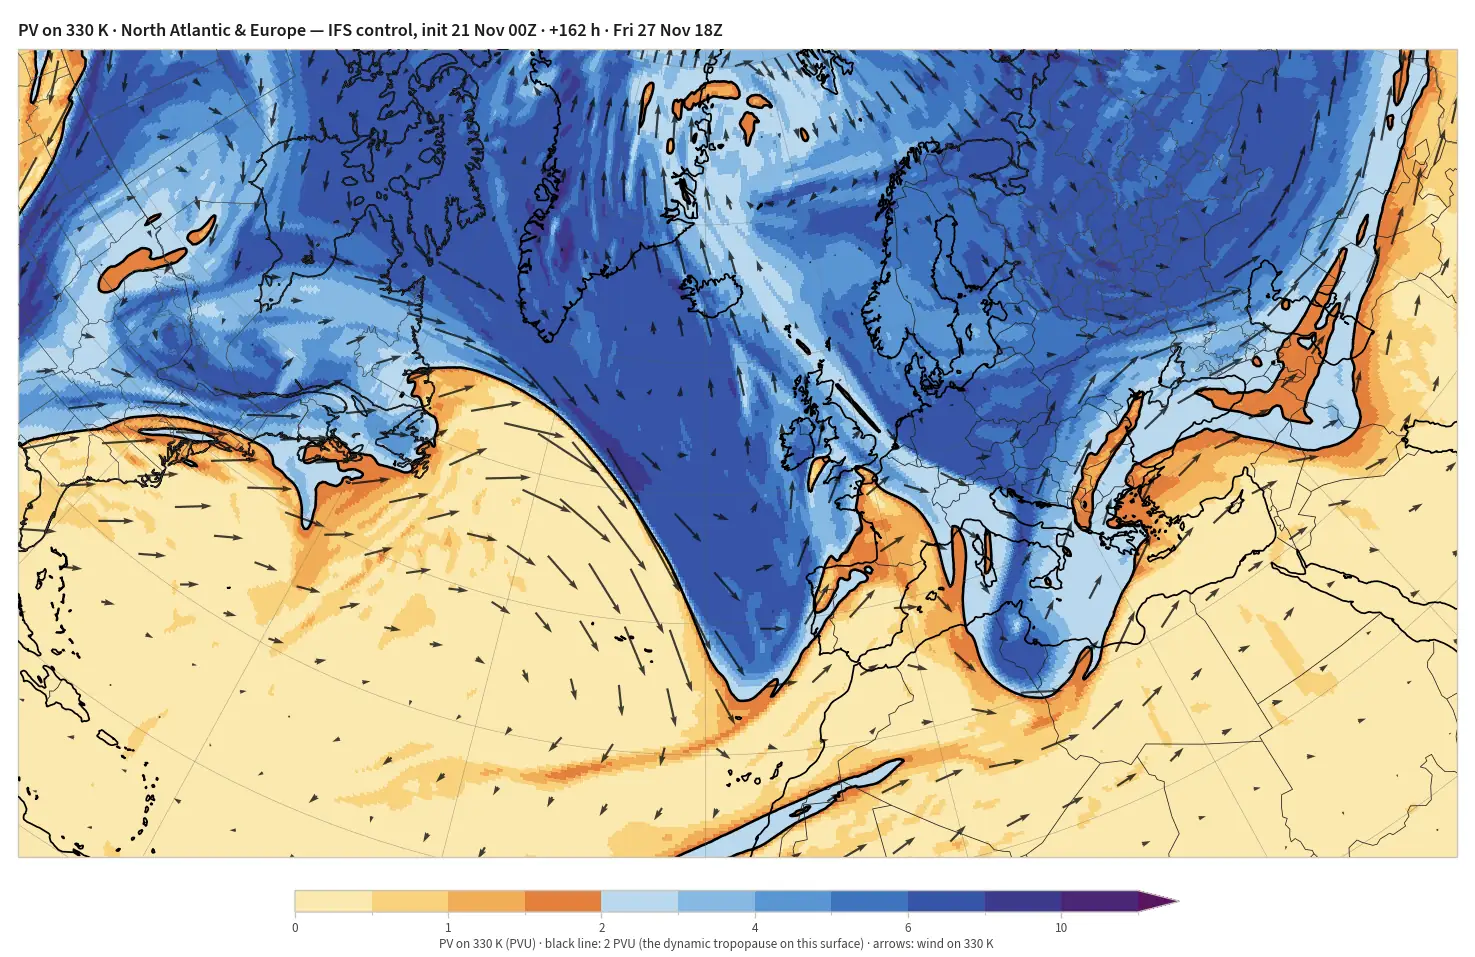 PV on 330 K · North Atlantic & Europe — IFS control, init 21 Nov 00Z · +162 h · Fri 27 Nov 18Z
0 1 2 4 6 10
PV on 330 K (PVU) · black line: 2 PVU (the dynamic tropopause on this surface) · arrows: wind on 330 K